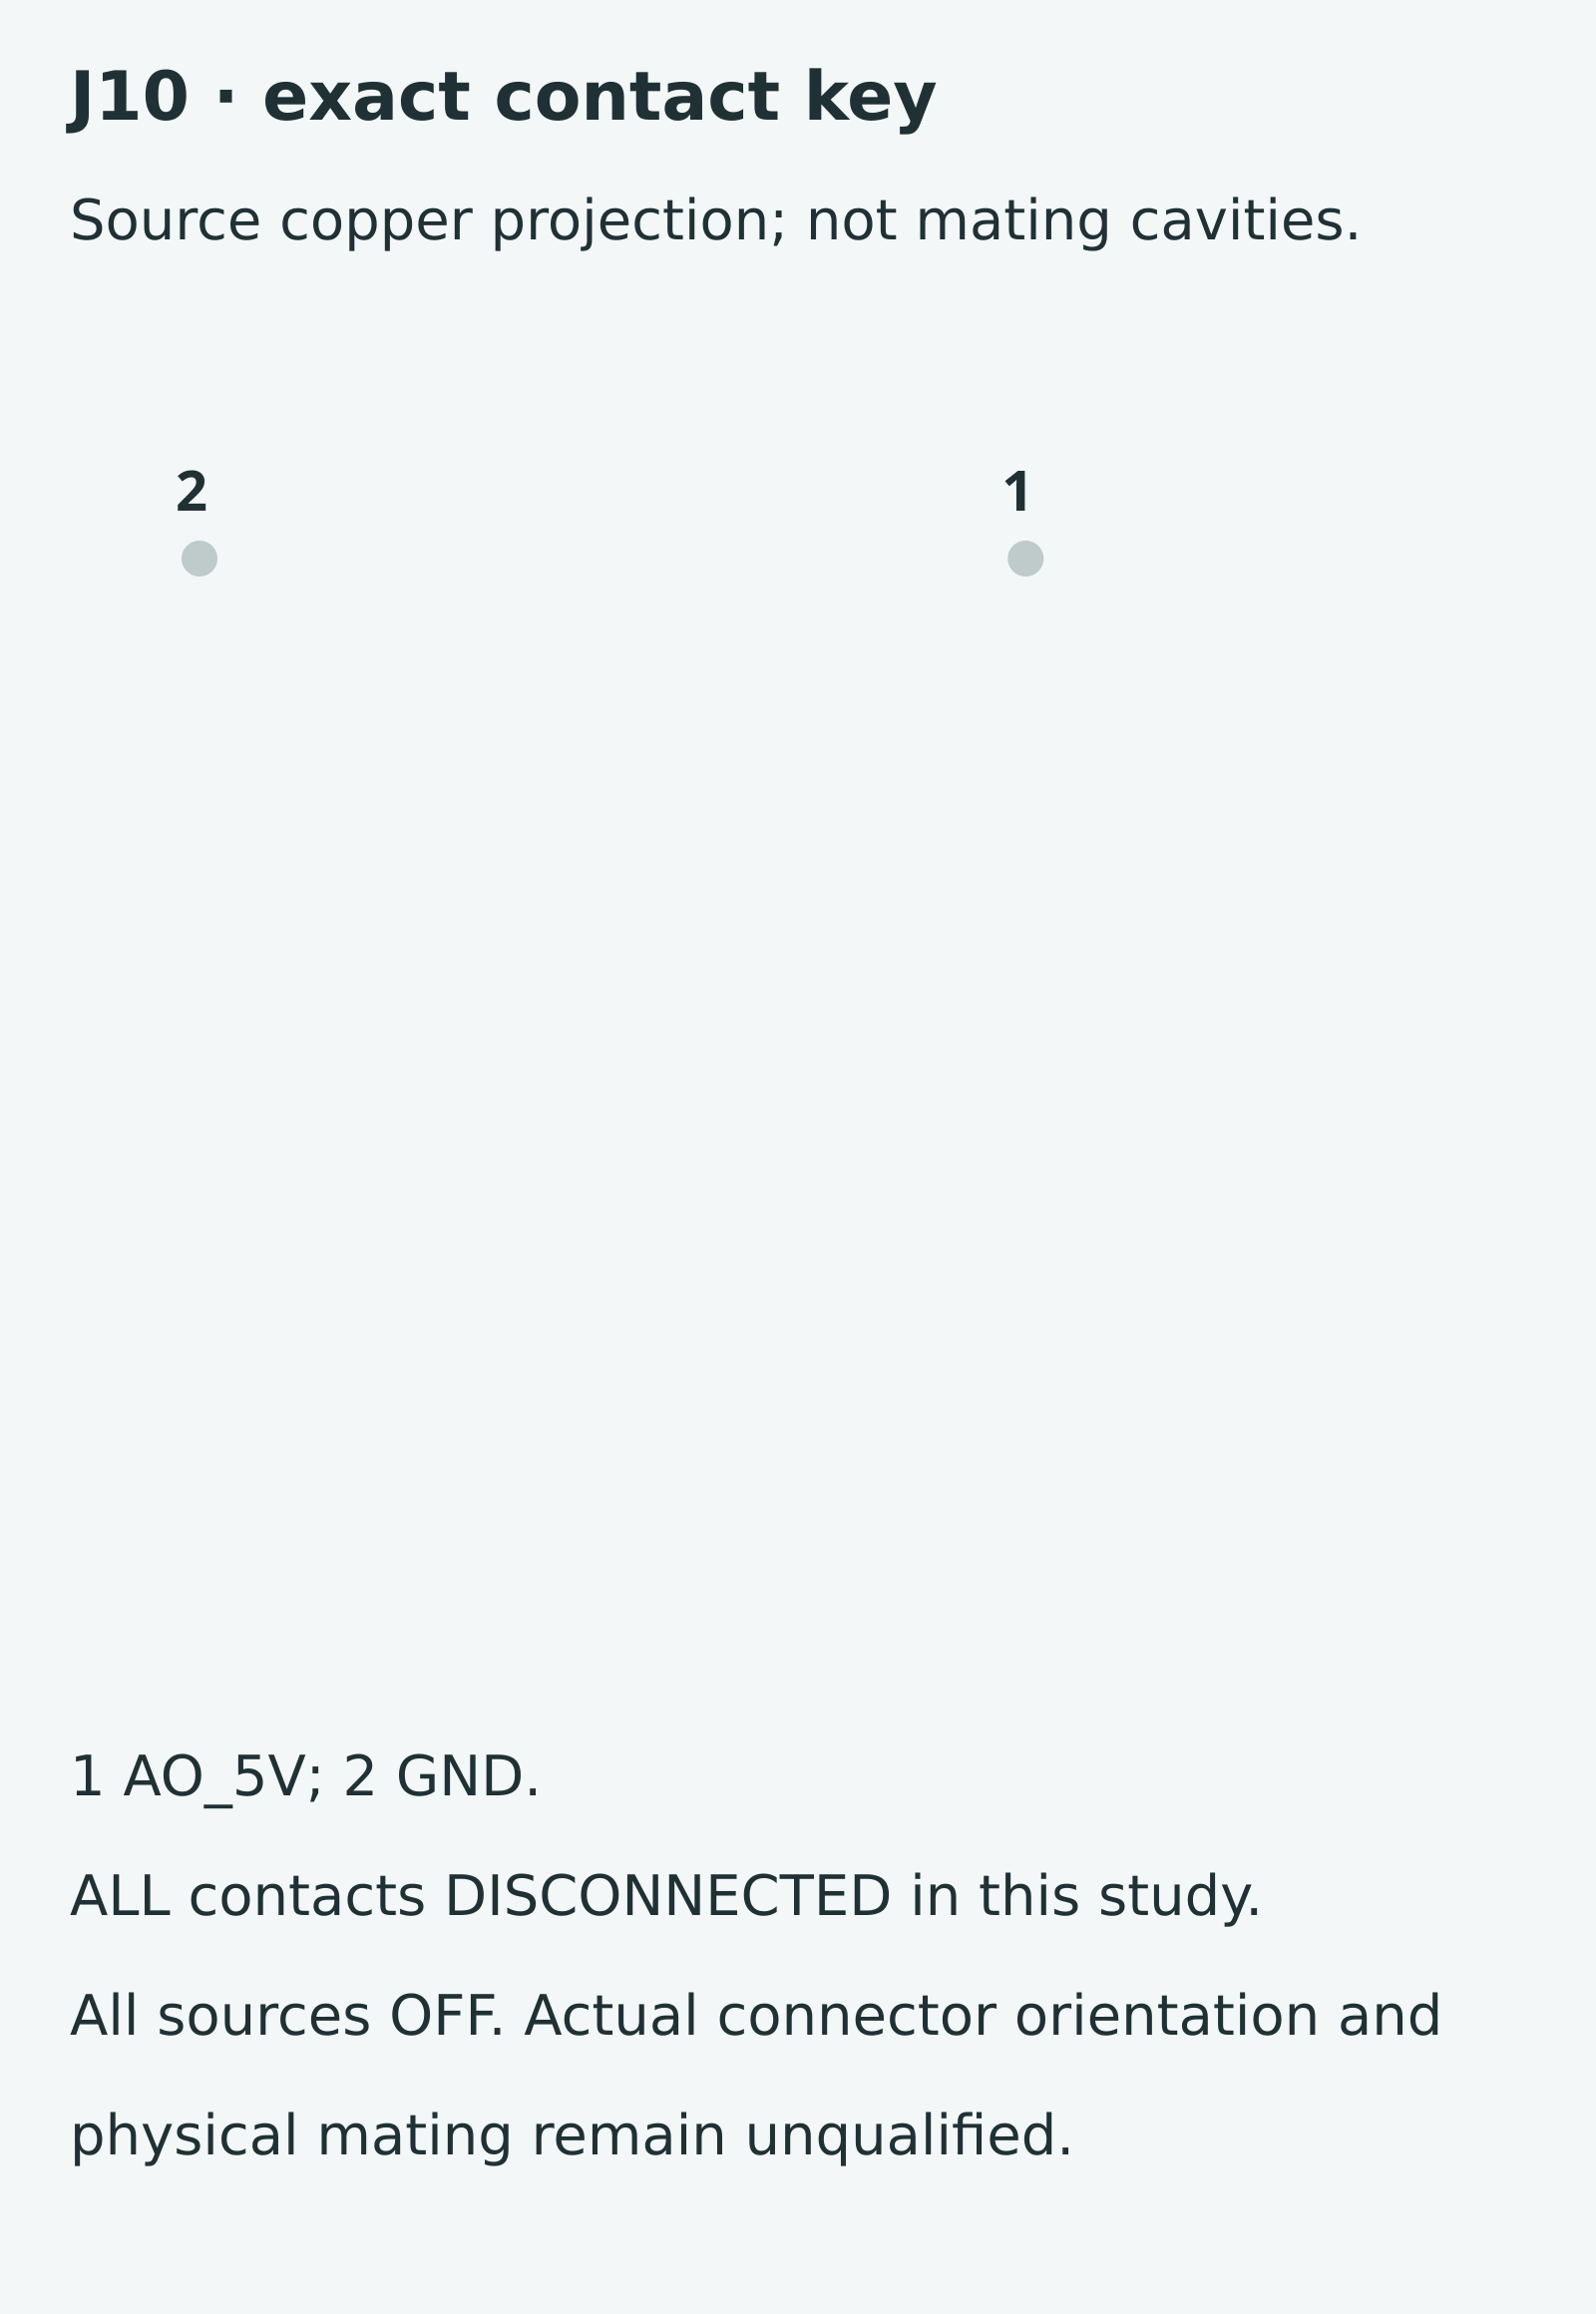 J10 · exact contact key
Source copper projection; not mating cavities.
2 1
1 AO_5V; 2 GND.
ALL contacts DISCONNECTED in this study.
All sources OFF. Actual connector orientation and
physical mating remain unqualified.